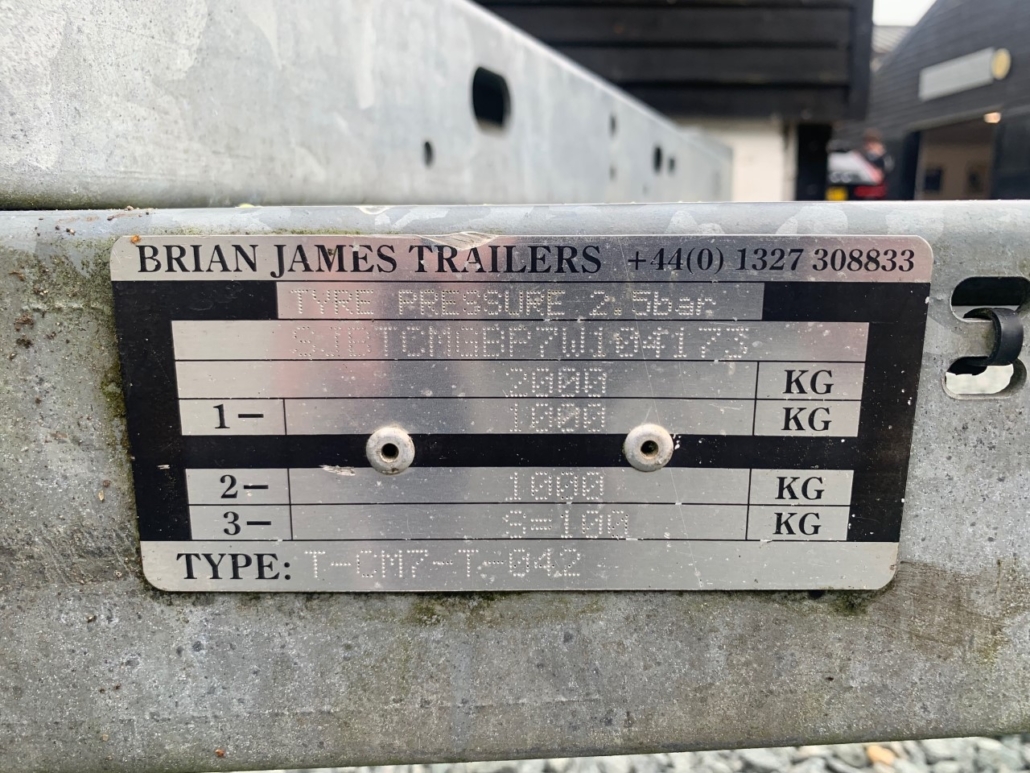 BRIAN JAMES TRAILERS +44(0) 1327 308833
TYRE PRESSURE 2.5bar
SJBTCMGBP7W104173
2000 KG
1- 1000 KG
2- 1000 KG
3- S=100 KG
TYPE: T-CM7-T-042